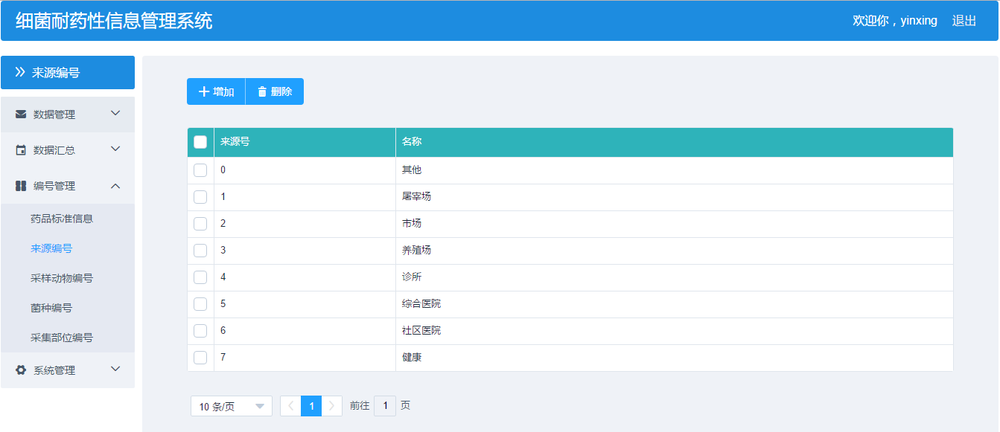 细菌耐药性信息管理系统
欢迎你，yinxing 退出
来源编号
数据管理
数据汇总
编号管理
药品标准信息
来源编号
采样动物编号
菌种编号
采集部位编号
系统管理
增加 删除
来源号 名称
0 其他
1 屠宰场
2 市场
3 养殖场
4 诊所
5 综合医院
6 社区医院
7 健康
10 条/页 1 前往 1 页